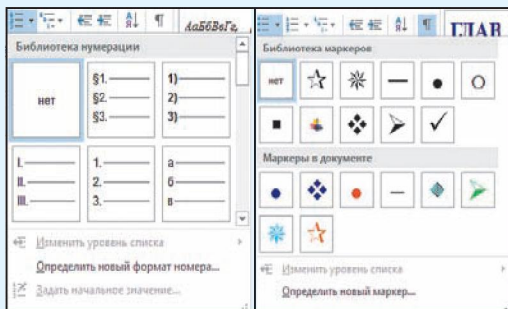 АаБбВвГг,
Библиотека нумерации
нет
§1.
§2.
§3.
1)
2)
3)
I.
II.
III.
1.
2.
3.
а
б
в
Изменить уровень списка
Определить новый формат номера...
Задать начальное значение...
ГЛАВ
Библиотека маркеров
нет
Маркеры в документе
Изменить уровень списка
Определить новый маркер...